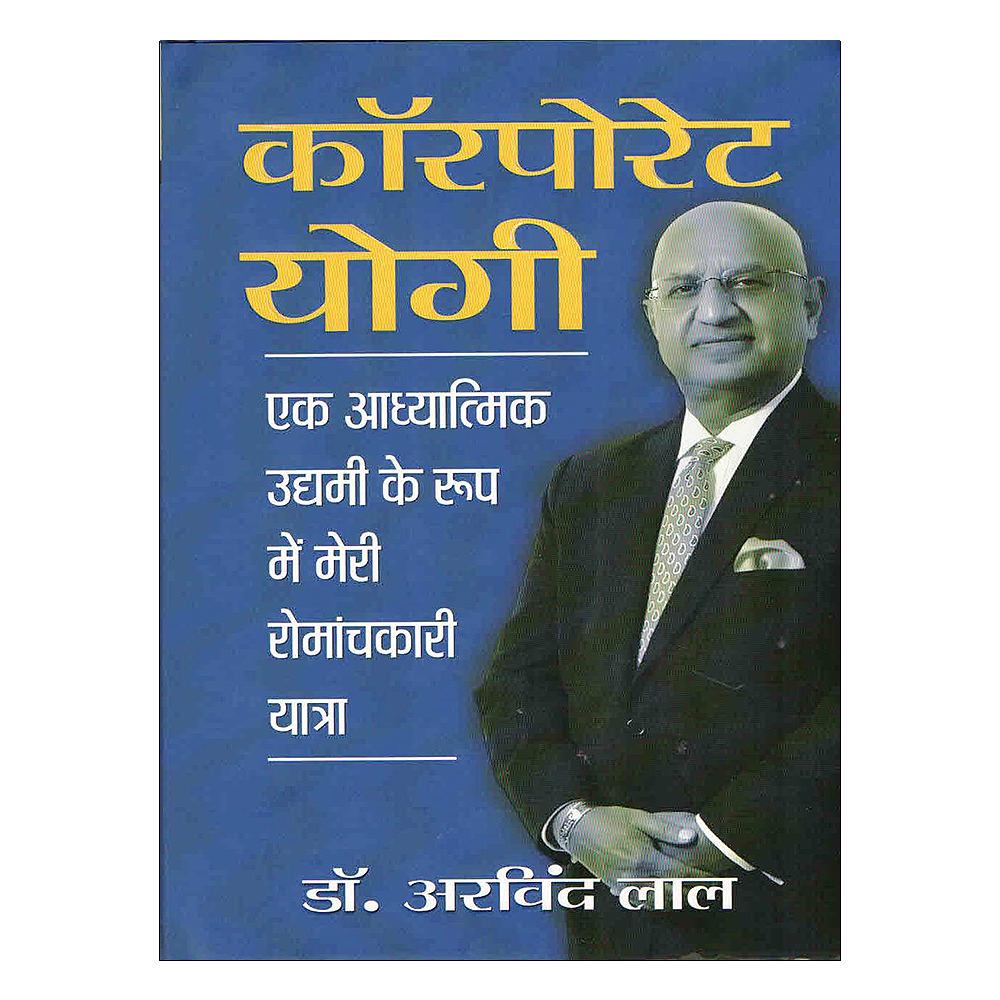 कॉरपोरेट
योगी
एक आध्यात्मिक
उद्यमी के रूप
में मेरी
रोमांचकारी
यात्रा
डॉ. अरविंद लाल